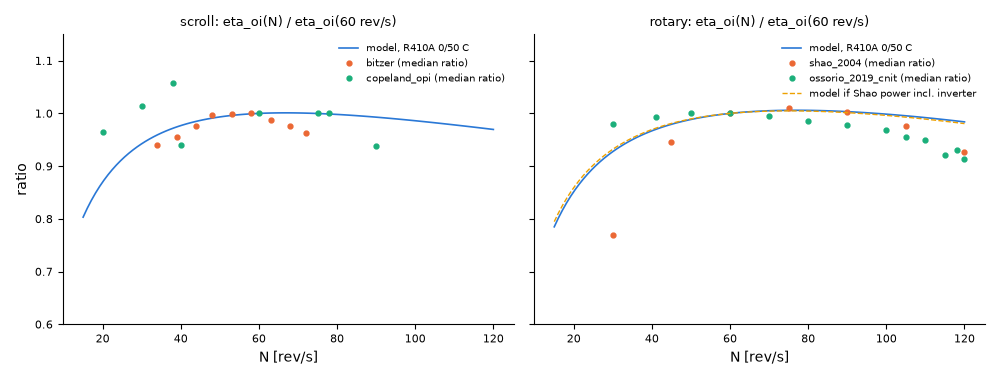 scroll: eta_oi(N) / eta_oi(60 rev/s)
model, R410A 0/50 C
bitzer (median ratio)
copeland_opi (median ratio)
1.1
1.0
0.9
0.8
0.7
0.6
ratio
20 40 60 80 100 120
N [rev/s]
rotary: eta_oi(N) / eta_oi(60 rev/s)
model, R410A 0/50 C
shao_2004 (median ratio)
ossorio_2019_cnit (median ratio)
model if Shao power incl. inverter
20 40 60 80 100 120
N [rev/s]